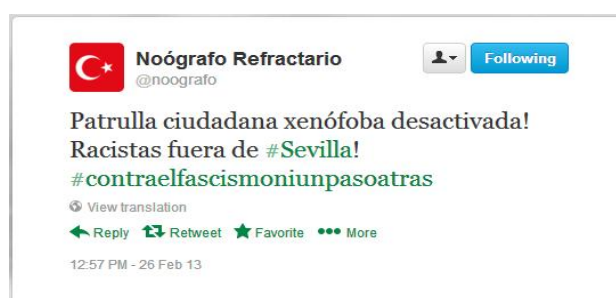 Noógrafo Refractario
@noografo
Following
Patrulla ciudadana xenófoba desactivada!
Racistas fuera de #Sevilla!
#contraelfascismoniunpasoatras
View translation
Reply Retweet Favorite More
12:57 PM - 26 Feb 13